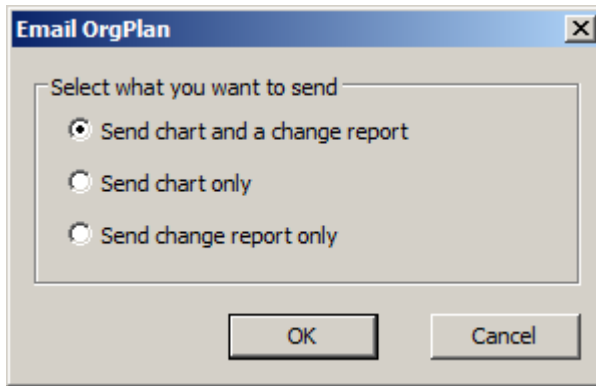 Email OrgPlan
Select what you want to send
Send chart and a change report
Send chart only
Send change report only
OK
Cancel